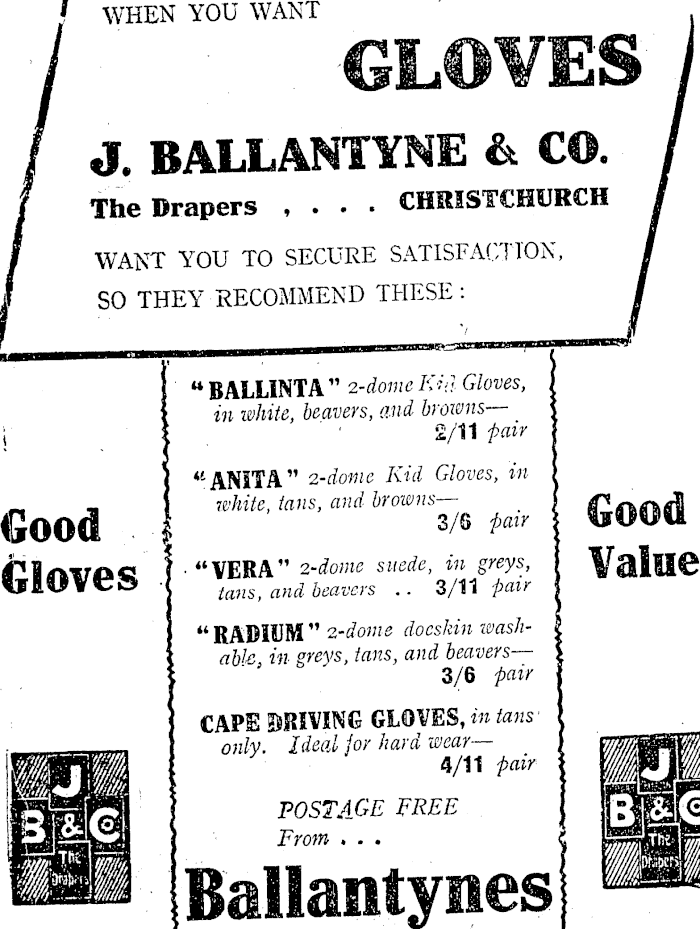 WHEN YOU WANT
GLOVES
J. BALLANTYNE & CO.
The Drapers , . . . CHRISTCHURCH
WANT YOU TO SECURE SATISFACTION,
SO THEY RECOMMEND THESE:
"BALLINTA" 2-dome Kid Gloves,
in white, beavers, and browns—
2/11 pair
"ANITA" 2-dome Kid Gloves, in
white, tans, and browns—
3/6 pair
"VERA" 2-dome suede, in greys,
tans, and beavers .. 3/11 pair
"RADIUM" 2-dome docskin wash-
able, in greys, tans, and beavers—
3/6 pair
CAPE DRIVING GLOVES, in tans
only. Ideal for hard wear—
4/11 pair
POSTAGE FREE
From . . .
Ballantynes
Good
Gloves
Good
Value
J
B & C
The
Drapers
J
B & C
The
Drapers